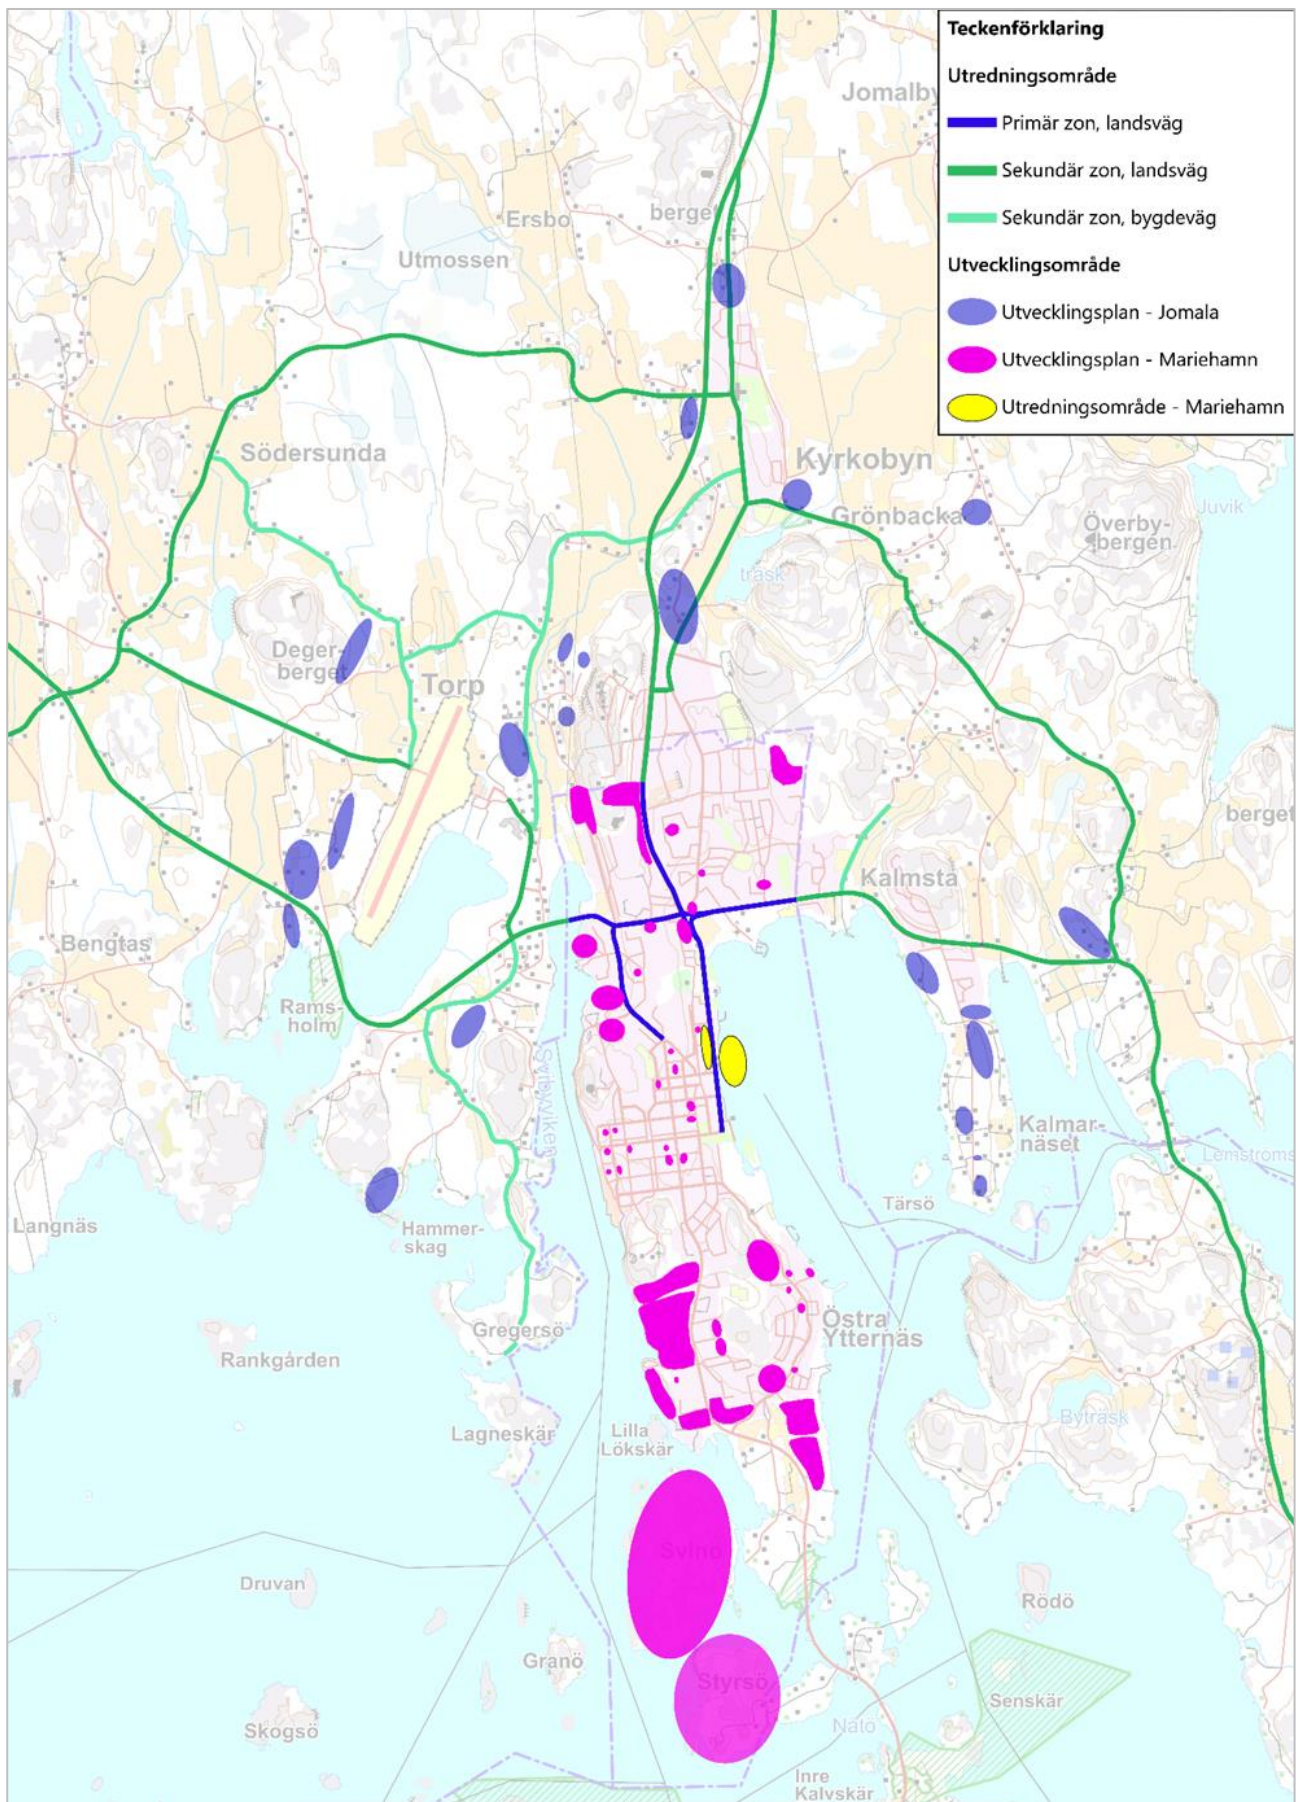 Teckenförklaring
Utredningsområde
Primär zon, landsväg
Sekundär zon, landsväg
Sekundär zon, bygdeväg
Utvecklingsområde
Utvecklingsplan - Jomala
Utvecklingsplan - Mariehamn
Utredningsområde - Mariehamn
Jomalby
Ersbo
berget
Utmossen
Södersunda
Kyrkobyn
Grönbacka
Överby-
bergen
Juvik
träsk
Deger-
berget
Torp
berget
Kalmsta
Bengtas
Rams-
holm
Kalmar-
näset
Lemströms
Tärsö
Langnäs
Hammer-
skag
Gregersö
Östra
Ytternäs
Rankgården
Lagneskär
Lilla
Lökskär
Byträsk
Svinö
Druvan
Rödö
Granö
Styrsö
Senskär
Skogsö
Natö
Inre
Kalvskär